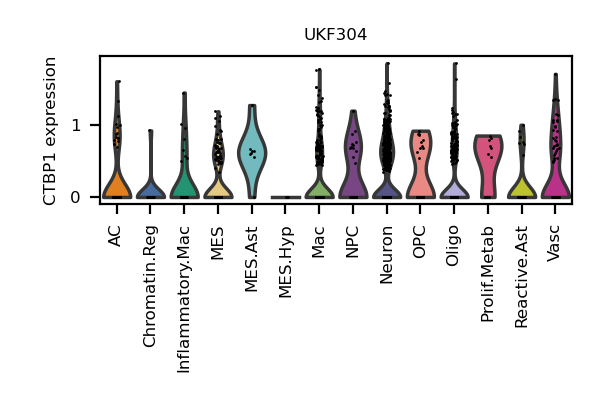 UKF304
CTBP1 expression
1
0
AC
Chromatin.Reg
Inflammatory.Mac
MES
MES.Ast
MES.Hyp
Mac
NPC
Neuron
OPC
Oligo
Prolif.Metab
Reactive.Ast
Vasc